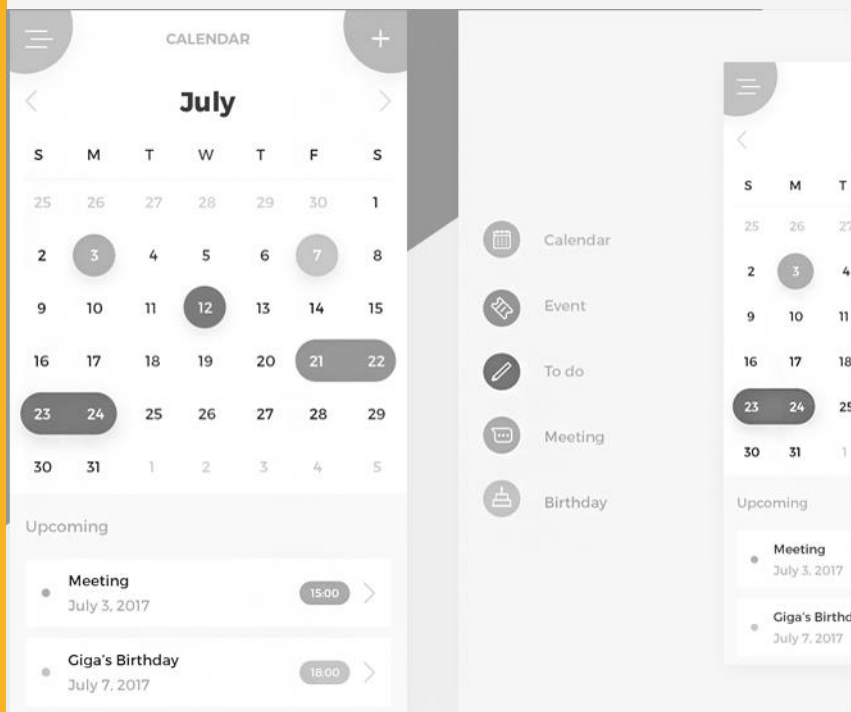 CALENDAR
July
S M T W T F S
25 26 27 28 29 30 1
2 3 4 5 6 7 8
9 10 11 12 13 14 15
16 17 18 19 20 21 22
23 24 25 26 27 28 29
30 31 1 2 3 4 5
Upcoming
Meeting
July 3, 2017
15:00
Giga's Birthday
July 7, 2017
18:00
Calendar
Event
To do
Meeting
Birthday
S M T
25 26 27
2 3 4
9 10 11
16 17 18
23 24 25
30 31 1
Upcoming
Meeting
July 3, 2017
Giga's Birthd
July 7, 2017